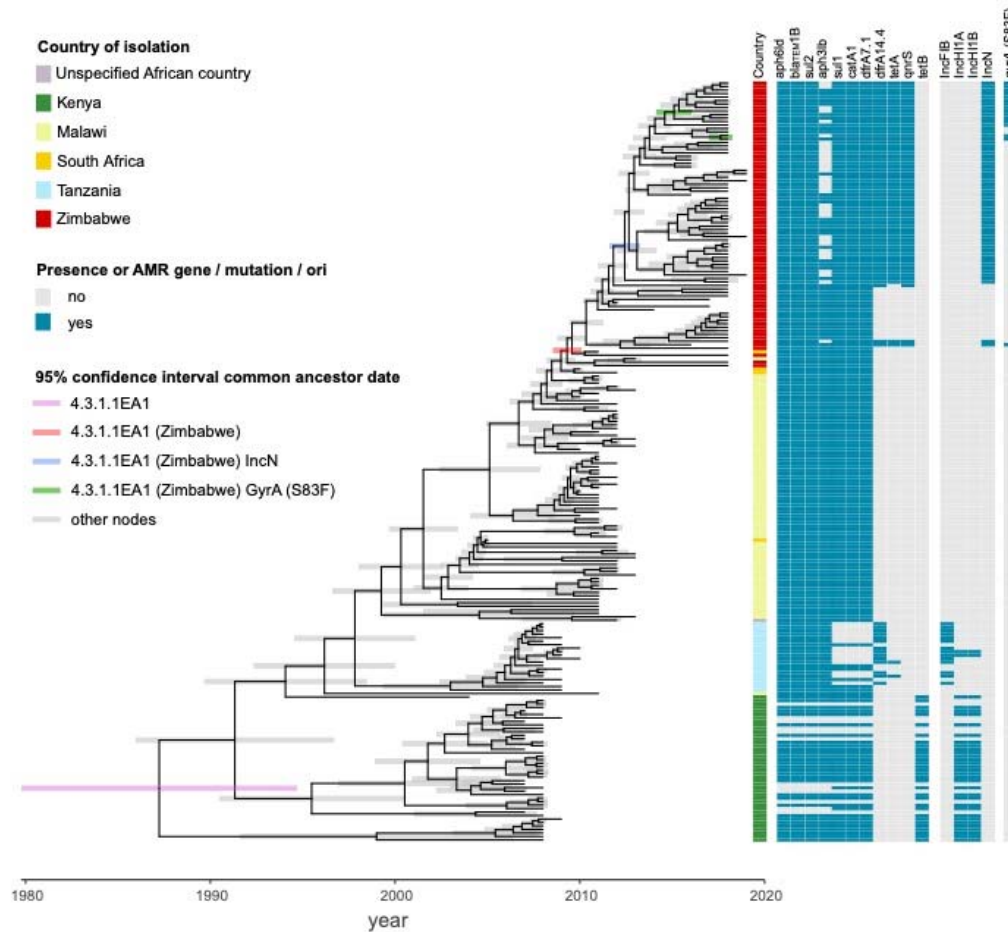 Country of isolation
Unspecified African country
Kenya
Malawi
South Africa
Tanzania
Zimbabwe
Presence or AMR gene / mutation / ori
no
yes
95% confidence interval common ancestor date
4.3.1.1EA1
4.3.1.1EA1 (Zimbabwe)
4.3.1.1EA1 (Zimbabwe) IncN
4.3.1.1EA1 (Zimbabwe) GyrA (S83F)
other nodes
Country
aph6Id
blaTEM1B
sul2
aph3Ib
sul1
catA1
dfrA7.1
dfrA14.4
tetA
qnrS
tetB
IncFIB
IncHI1A
IncHI1B
IncN
(S83F)
1980
1990
2000
2010
2020
year